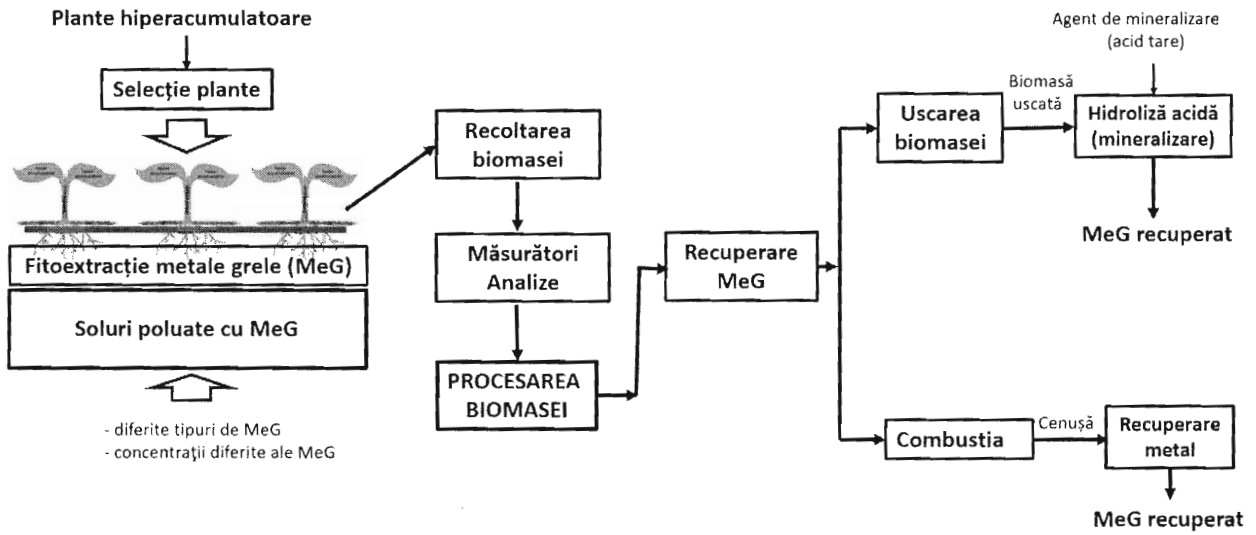 Plante hiperacumulatoare
Selecție plante
Fitoextracție metale grele (MeG)
Soluri poluate cu MeG
- diferite tipuri de MeG
- concentrații diferite ale MeG
Recoltarea
biomasei
Măsurători
Analize
PROCESAREA
BIOMASEI
Recuperare
MeG
Uscarea
biomasei
Biomasă
uscată
Agent de mineralizare
(acid tare)
Hidroliză acidă
(mineralizare)
MeG recuperat
Combustia
Cenușă
Recuperare
metal
MeG recuperat